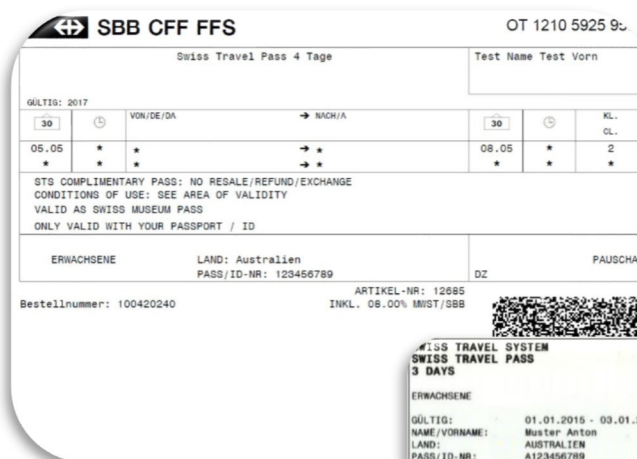 SBB CFF FFS
OT 1210 5925
Swiss Travel Pass 4 Tage
Test Name Test Vorn
GÜLTIG: 2017
30 VON/DE/DA → NACH/A 30 KL.
CL.
05.05 * * → * 08.05 * 2
* * * → * * * *
STS COMPLIMENTARY PASS: NO RESALE/REFUND/EXCHANGE
CONDITIONS OF USE: SEE AREA OF VALIDITY
VALID AS SWISS MUSEUM PASS
ONLY VALID WITH YOUR PASSPORT / ID
ERWACHSENE LAND: Australien PAUSCHA
PASS/ID-NR: 123456789 DZ
ARTIKEL-NR: 12685
Bestellnummer: 100420240 INKL. 08.00% MWST/SBB
SWISS TRAVEL SYSTEM
SWISS TRAVEL PASS
3 DAYS
ERWACHSENE
GÜLTIG: 01.01.2015 - 03.01.
NAME/VORNAME: Muster Anton
LAND: AUSTRALIEN
PASS/ID-NR: A123456789